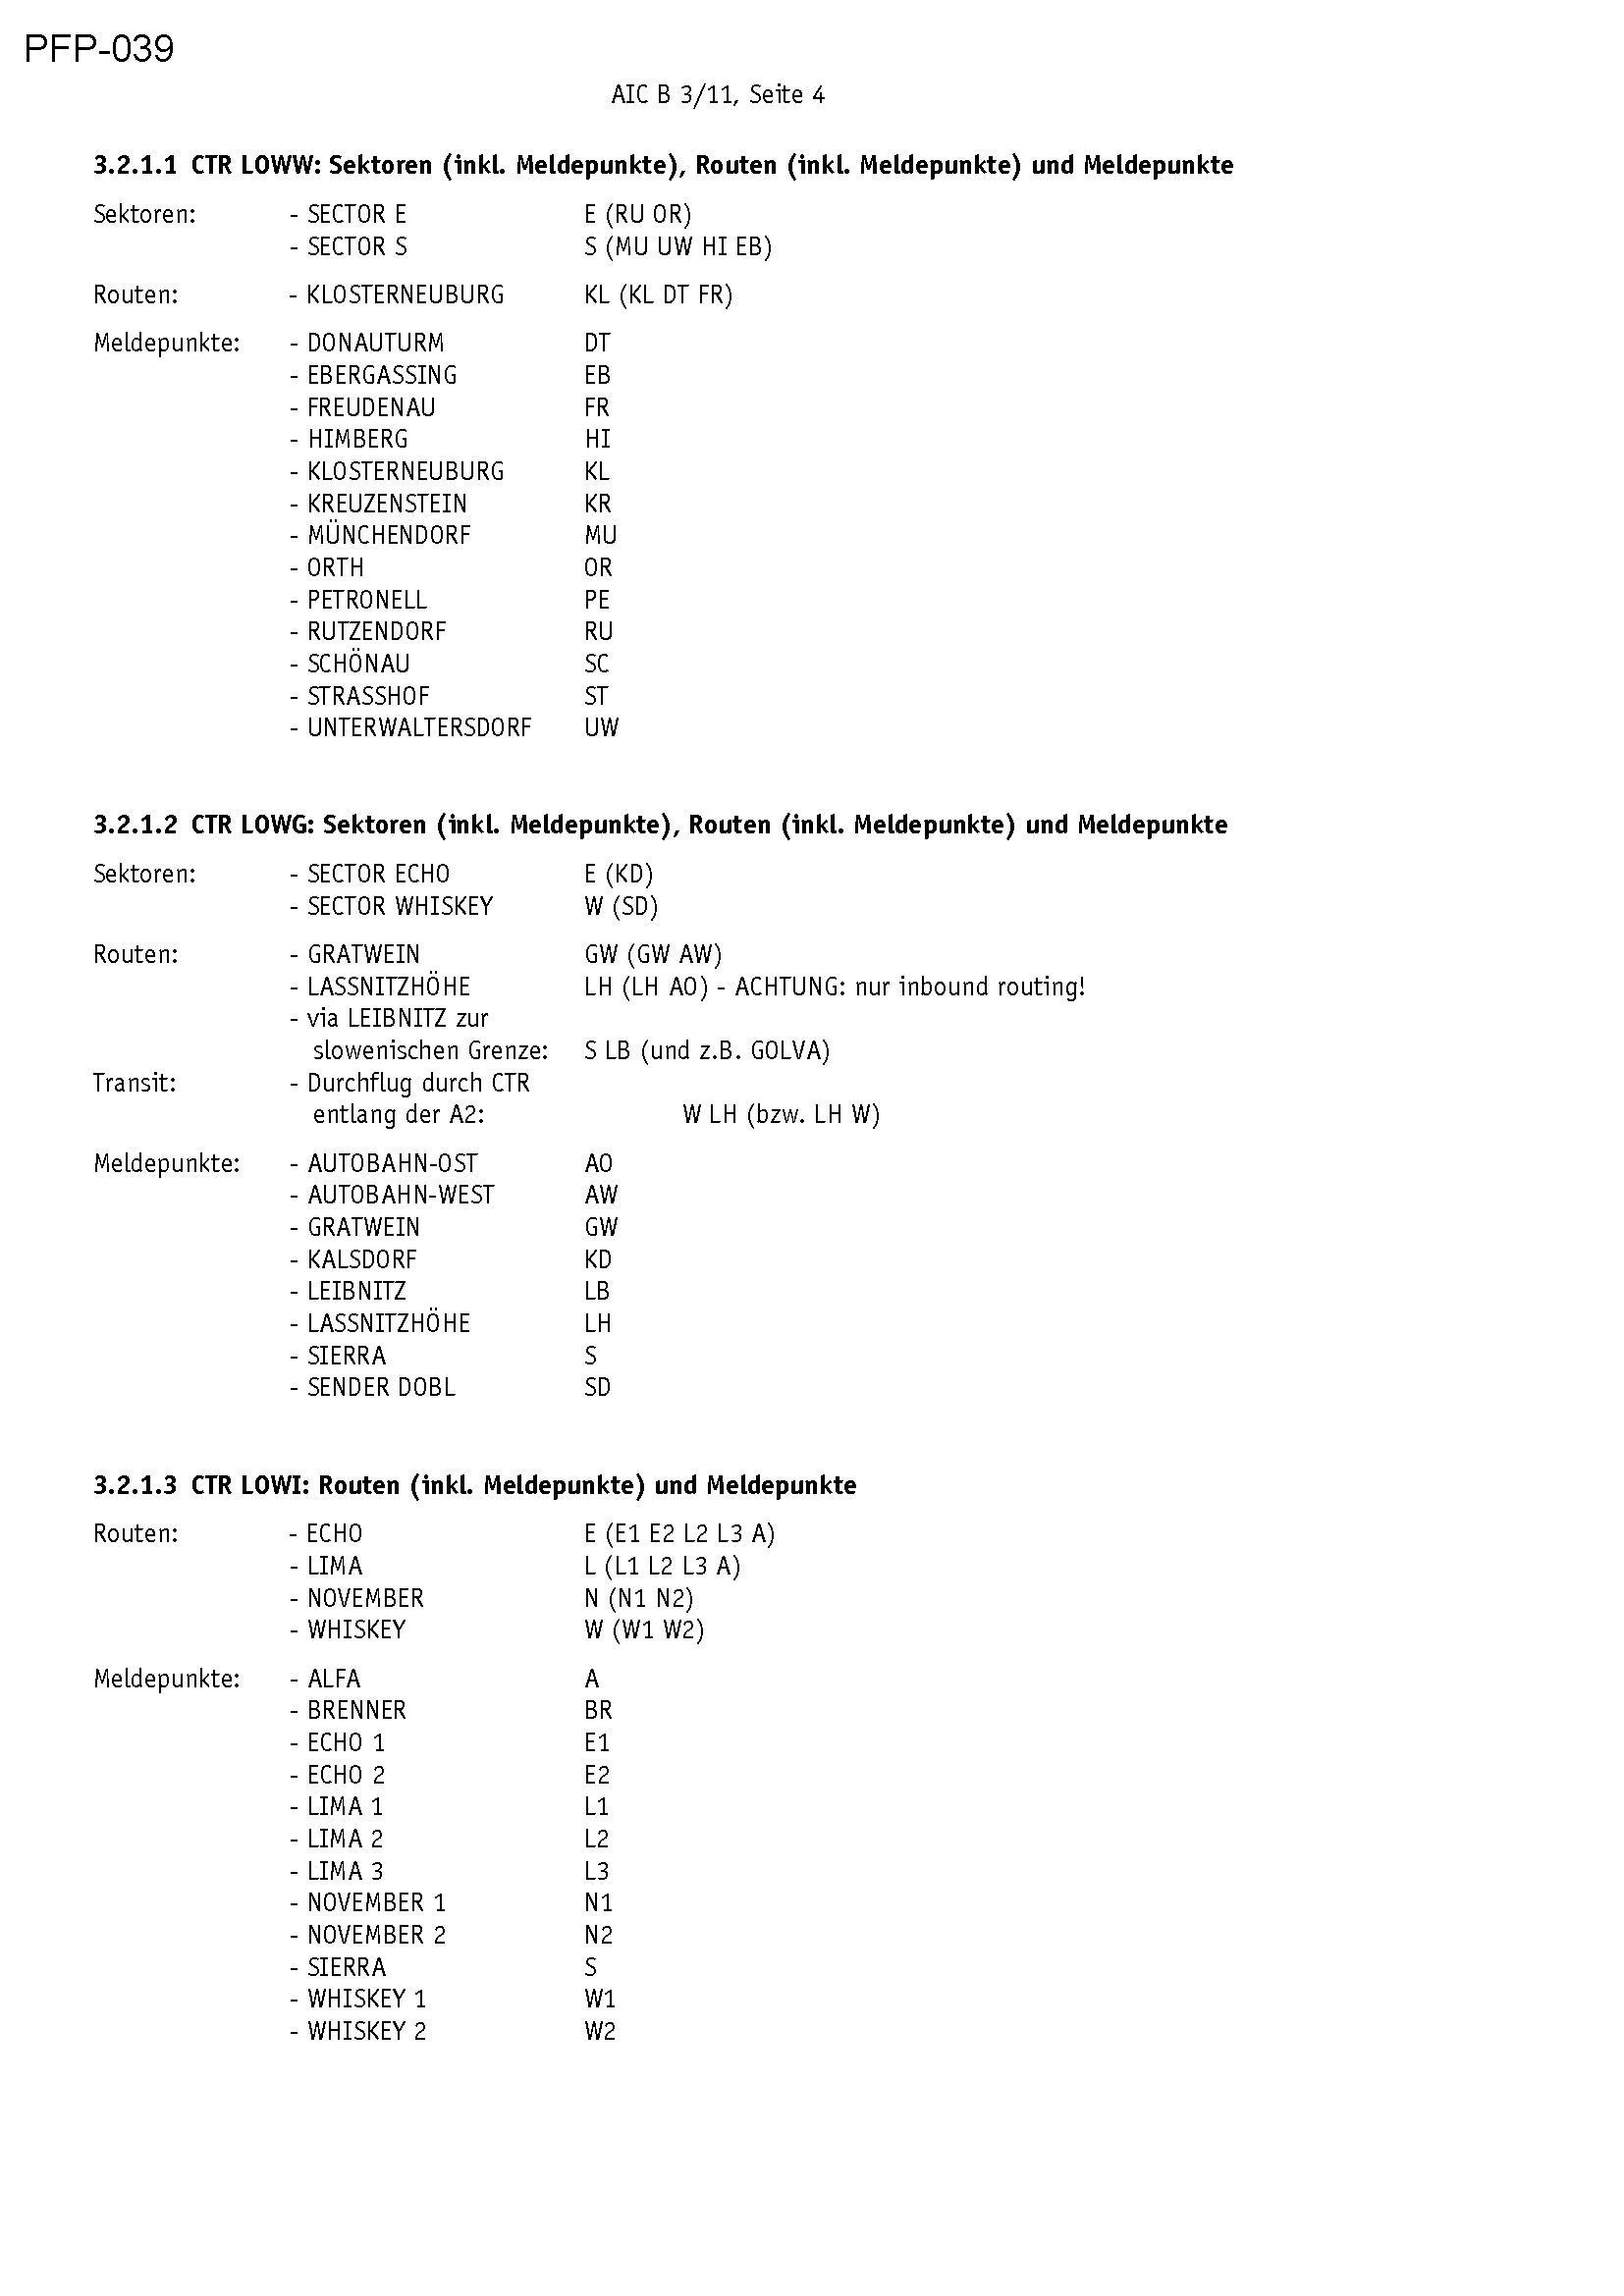 PFP-039
AIC B 3/11, Seite 4
3.2.1.1 CTR LOWW: Sektoren (inkl. Meldepunkte), Routen (inkl. Meldepunkte) und Meldepunkte
Sektoren: - SECTOR E E (RU OR)
- SECTOR S S (MU UW HI EB)
Routen: - KLOSTERNEUBURG KL (KL DT FR)
Meldepunkte: - DONAUTURM DT
- EBERGASSING EB
- FREUDENAU FR
- HIMBERG HI
- KLOSTERNEUBURG KL
- KREUZENSTEIN KR
- MÜNCHENDORF MU
- ORTH OR
- PETRONELL PE
- RUTZENDORF RU
- SCHÖNAU SC
- STRASSHOF ST
- UNTERWALTERSDORF UW
3.2.1.2 CTR LOWG: Sektoren (inkl. Meldepunkte), Routen (inkl. Meldepunkte) und Meldepunkte
Sektoren: - SECTOR ECHO E (KD)
- SECTOR WHISKEY W (SD)
Routen: - GRATWEIN GW (GW AW)
- LASSNITZHÖHE LH (LH AO) - ACHTUNG: nur inbound routing!
- via LEIBNITZ zur
slowenischen Grenze: S LB (und z.B. GOLVA)
Transit: - Durchflug durch CTR
entlang der A2: W LH (bzw. LH W)
Meldepunkte: - AUTOBAHN-OST AO
- AUTOBAHN-WEST AW
- GRATWEIN GW
- KALSDORF KD
- LEIBNITZ LB
- LASSNITZHÖHE LH
- SIERRA S
- SENDER DOBL SD
3.2.1.3 CTR LOWI: Routen (inkl. Meldepunkte) und Meldepunkte
Routen: - ECHO E (E1 E2 L2 L3 A)
- LIMA L (L1 L2 L3 A)
- NOVEMBER N (N1 N2)
- WHISKEY W (W1 W2)
Meldepunkte: - ALFA A
- BRENNER BR
- ECHO 1 E1
- ECHO 2 E2
- LIMA 1 L1
- LIMA 2 L2
- LIMA 3 L3
- NOVEMBER 1 N1
- NOVEMBER 2 N2
- SIERRA S
- WHISKEY 1 W1
- WHISKEY 2 W2